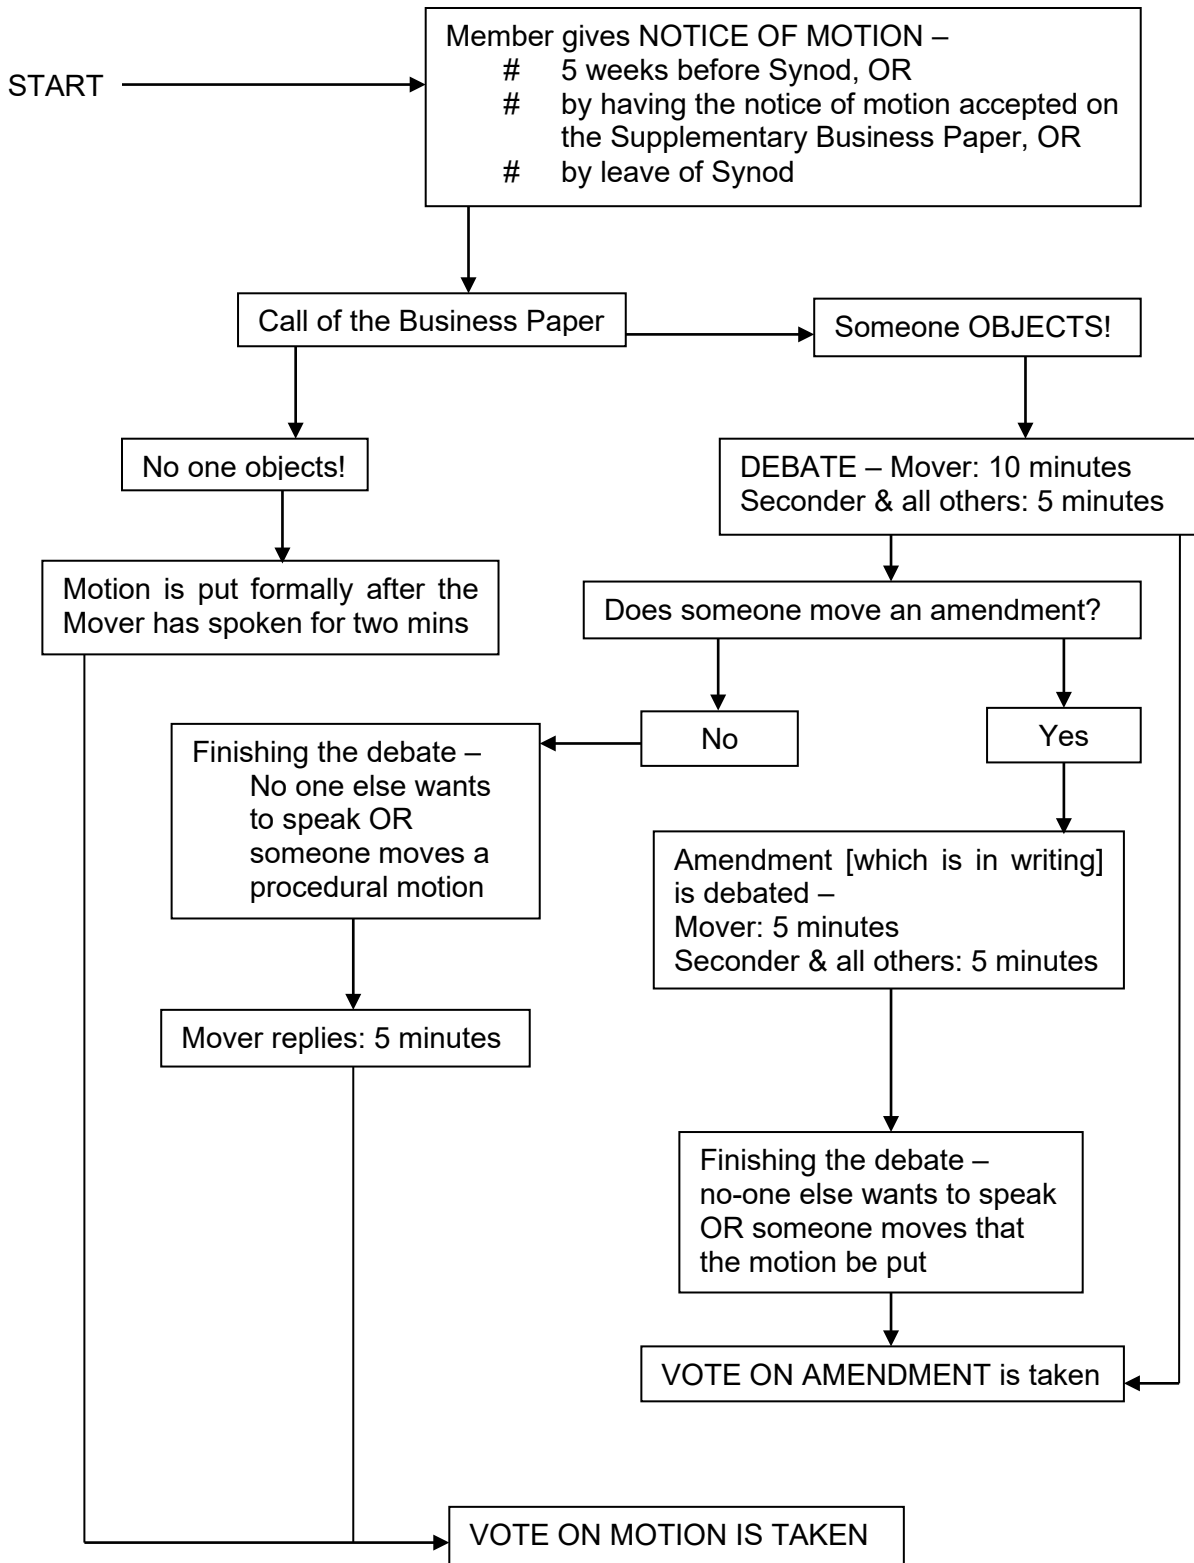 START
Member gives NOTICE OF MOTION –
# 5 weeks before Synod, OR
# by having the notice of motion accepted on
the Supplementary Business Paper, OR
# by leave of Synod
Call of the Business Paper
Someone OBJECTS!
No one objects!
DEBATE – Mover: 10 minutes
Seconder & all others: 5 minutes
Motion is put formally after the
Mover has spoken for two mins
Does someone move an amendment?
No
Yes
Finishing the debate –
No one else wants
to speak OR
someone moves a
procedural motion
Amendment [which is in writing]
is debated –
Mover: 5 minutes
Seconder & all others: 5 minutes
Mover replies: 5 minutes
Finishing the debate –
no-one else wants to speak
OR someone moves that
the motion be put
VOTE ON AMENDMENT is taken
VOTE ON MOTION IS TAKEN